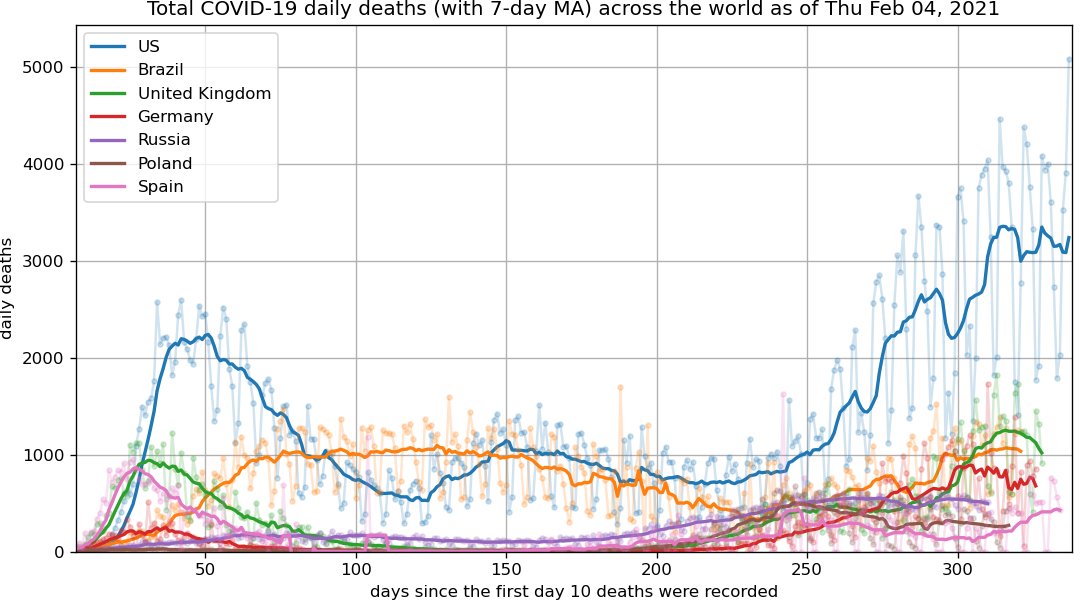 Total COVID-19 daily deaths (with 7-day MA) across the world as of Thu Feb 04, 2021
US
Brazil
United Kingdom
Germany
Russia
Poland
Spain
5000
4000
3000
2000
1000
0
daily deaths
50
100
150
200
250
300
days since the first day 10 deaths were recorded